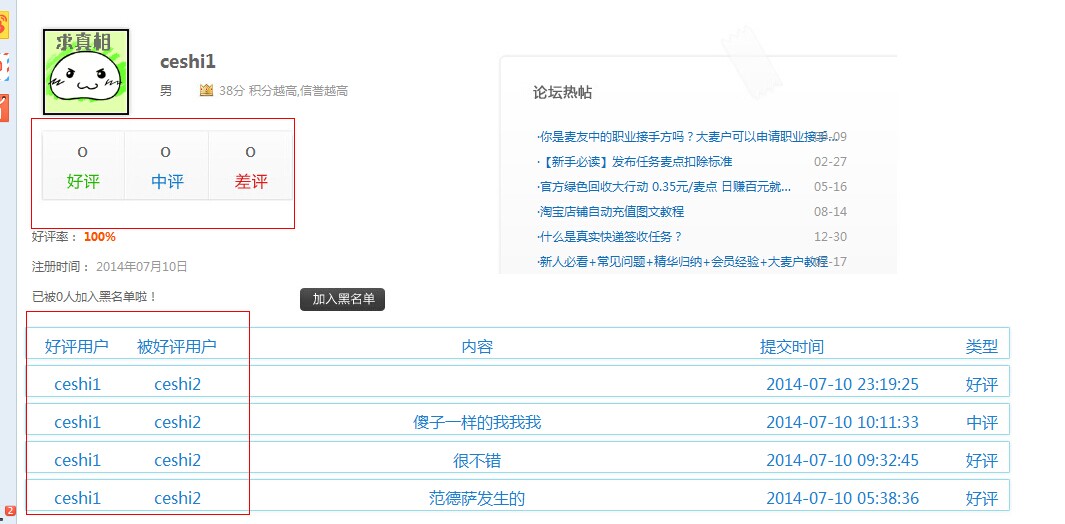 求真相
ceshi1
男 38分 积分越高,信誉越高
0 0 0
好评 中评 差评
好评率： 100%
注册时间： 2014年07月10日
已被0人加入黑名单啦！
加入黑名单
论坛热帖
·你是麦友中的职业接手方吗？大麦户可以申请职业接手...
·【新手必读】发布任务麦点扣除标准 02-27
·官方绿色回收大行动 0.35元/麦点 日赚百元就... 05-16
·淘宝店铺自动充值图文教程 08-14
·什么是真实快递签收任务？ 12-30
·新人必看+常见问题+精华归纳+会员经验+大麦户教程
好评用户 被好评用户 内容 提交时间 类型
ceshi1 ceshi2 2014-07-10 23:19:25 好评
ceshi1 ceshi2 傻子一样的我我我 2014-07-10 10:11:33 中评
ceshi1 ceshi2 很不错 2014-07-10 09:32:45 好评
ceshi1 ceshi2 范德萨发生的 2014-07-10 05:38:36 好评
2